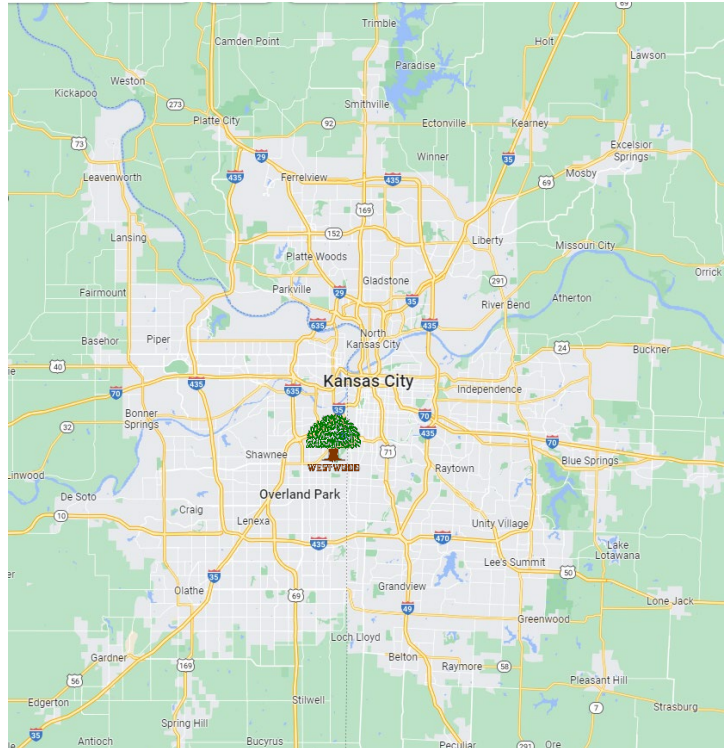 69
Trimble
Camden Point
Holt
Lawson
Paradise
Weston
Kickapoo
Smithville
273
Platte City
92
Ectonville
Kearney
73
Excelsior
Springs
29
Winner
35
Leavenworth
435
Ferrelview
435
Mosby
69
169
Lansing
152
Liberty
Missouri City
Platte Woods
Gladstone
291
Orrick
Fairmount
Parkville
29
35
River Bend
Atherton
635
435
Basehor
Piper
North
Kansas City
24
Buckner
40
Kansas City
435
635
Independence
70
35
70
Bonner
Springs
32
435
70
71
Shawnee
Raytown
Blue Springs
WESTWOOD
Linwood
De Soto
Overland Park
10
Craig
Lenexa
Unity Village
435
470
Lake
Lotawana
Lee's Summit
50
35
Olathe
69
Grandview
49
Lone Jack
Greenwood
Loch Lloyd
Gardner
169
Belton
Raymore
58
56
Pleasant Hill
Edgerton
Stilwell
7
Strasburg
35
Spring Hill
Antioch
Bucyrus
Peculiar
291
Ore